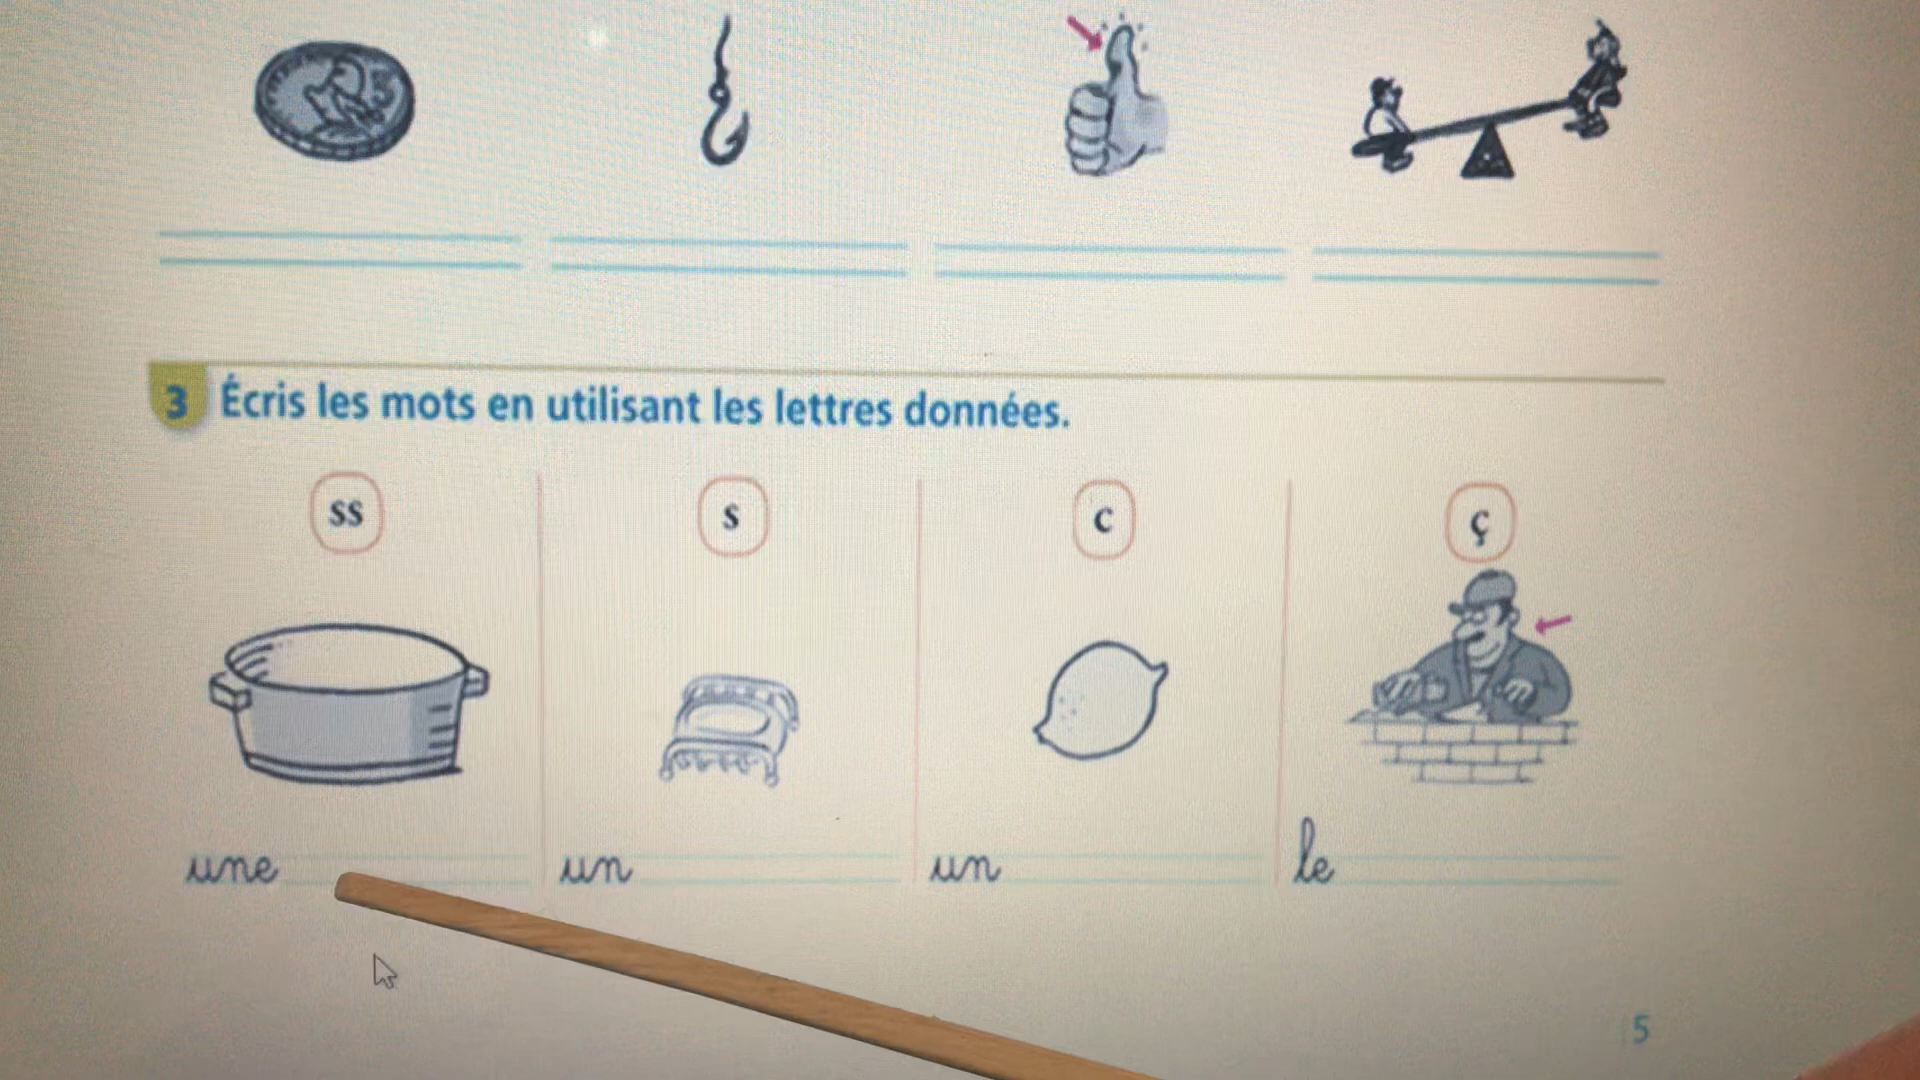 3 Écris les mots en utilisant les lettres données.
ss s c ç
une un un le
5